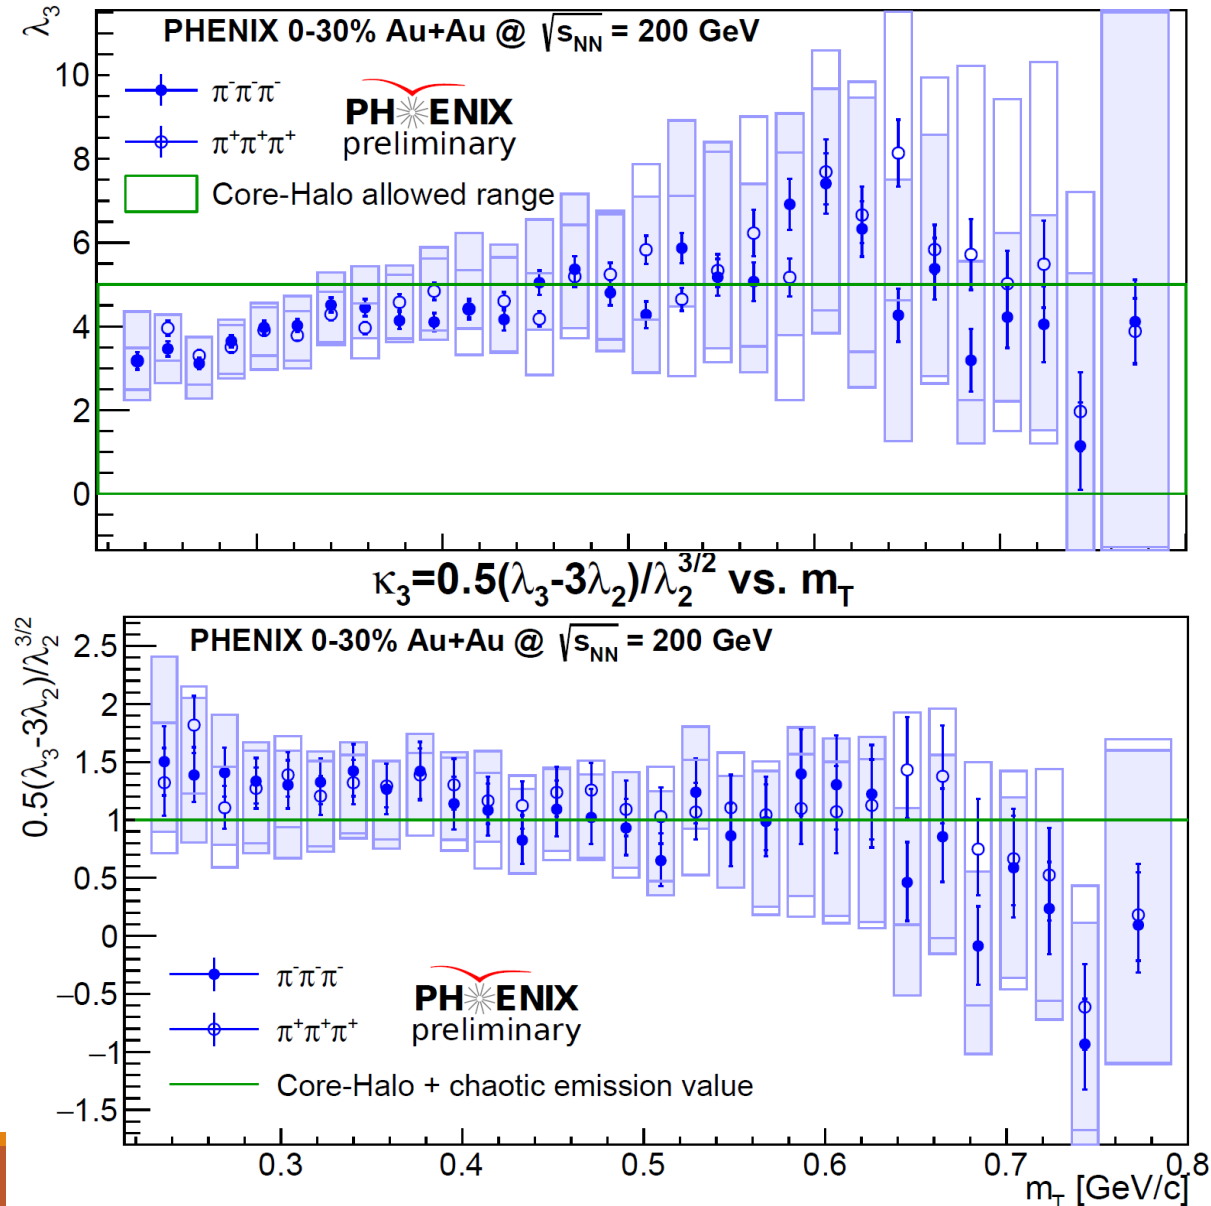 λ₃
PHENIX 0-30% Au+Au @ √sNN = 200 GeV
10
8
6
4
2
0
π⁻π⁻π⁻
π⁺π⁺π⁺
PHENIX
preliminary
Core-Halo allowed range
κ₃=0.5(λ₃-3λ₂)/λ₂^3/2 vs. mT
0.5(λ₃-3λ₂)/λ₂^3/2
PHENIX 0-30% Au+Au @ √sNN = 200 GeV
2.5
2
1.5
1
0.5
0
−0.5
−1
−1.5
π⁻π⁻π⁻
π⁺π⁺π⁺
PHENIX
preliminary
Core-Halo + chaotic emission value
0.3 0.4 0.5 0.6 0.7 0.8
mT [GeV/c]